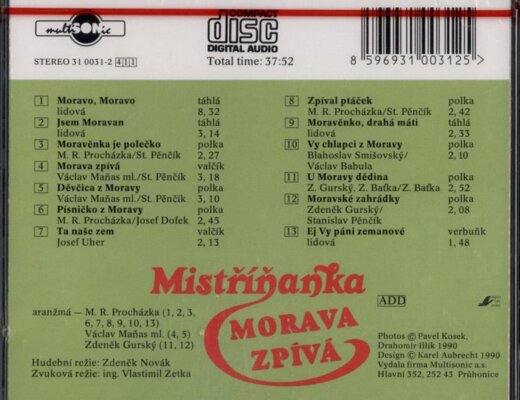 multiSONic
COMPACT
disc
DIGITAL AUDIO
STEREO 31 0031-2 411
Total time: 37:52
8 596931 003125
1 Moravo, Moravo táhlá
lidová 8,32
2 Jsem Moravan táhlá
lidová 3,14
3 Moravěnka je polečko polka
M. R. Procházka/St. Pěnčík 2,27
4 Morava zpívá valčík
Václav Maňas ml./St. Pěnčík 3,18
5 Děvčica z Moravy polka
Václav Maňas ml./St. Pěnčík 3,10
6 Písničko z Moravy polka
M. R. Procházka/Josef Dofek 2,45
7 Ta naše zem valčík
Josef Uher 2,13
8 Zpíval ptáček polka
M. R. Procházka/St. Pěnčík 2,42
9 Moravěnko, drahá máti táhlá
lidová 2,33
10 Vy chlapci z Moravy polka
Blahoslav Smišovský/ 2,10
Václav Babula
11 U Moravy dědina polka
Z. Gurský, Z. Baťka/Z. Baťka 2,52
12 Moravské zahrádky polka
Zdeněk Gurský/ 2,08
Stanislav Pěnčík
13 Ej Vy páni zemanové verbuňk
lidová 1,48
Mistříňanka
MORAVA
ZPÍVÁ
aranžmá — M. R. Procházka (1, 2, 3,
6, 7, 8, 9, 10, 13)
Václav Maňas ml. (4, 5)
Zdeněk Gurský (11, 12)
Hudební režie: Zdeněk Novák
Zvuková režie: ing. Vlastimil Zetka
ADD
Photos © Pavel Kosek,
Drahomír Illík 1990
Design © Karel Aubrecht 1990
Vydala firma Multisonic a.s.
Hlavní 352, 252 43 Průhonice